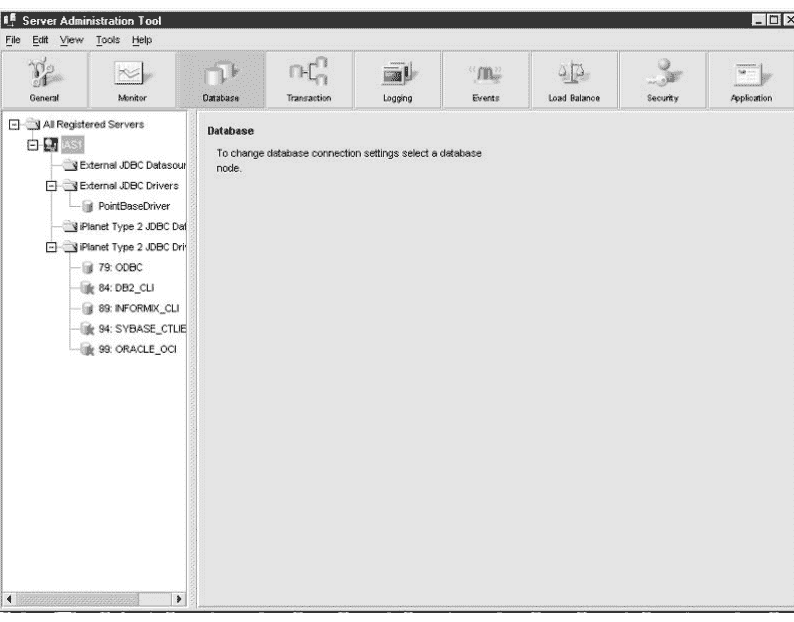 Server Administration Tool
File Edit View Tools Help
General Monitor Database Transaction Logging Events Load Balance Security Application
All Registered Servers
iAS1
External JDBC Datasour
External JDBC Drivers
PointBaseDriver
iPlanet Type 2 JDBC Dat
iPlanet Type 2 JDBC Driv
79: ODBC
84: DB2_CLI
89: INFORMIX_CLI
94: SYBASE_CTLIB
99: ORACLE_OCI
Database
To change database connection settings select a database
node.